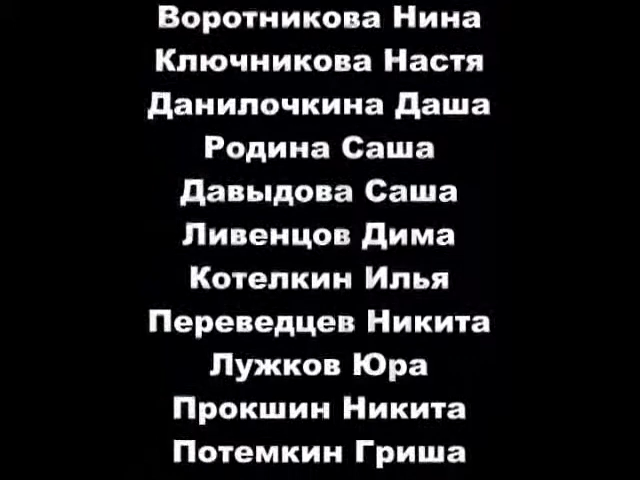 Воротникова Нина
Ключникова Настя
Данилочкина Даша
Родина Саша
Давыдова Саша
Ливенцов Дима
Котелкин Илья
Переведцев Никита
Лужков Юра
Прокшин Никита
Потемкин Гриша